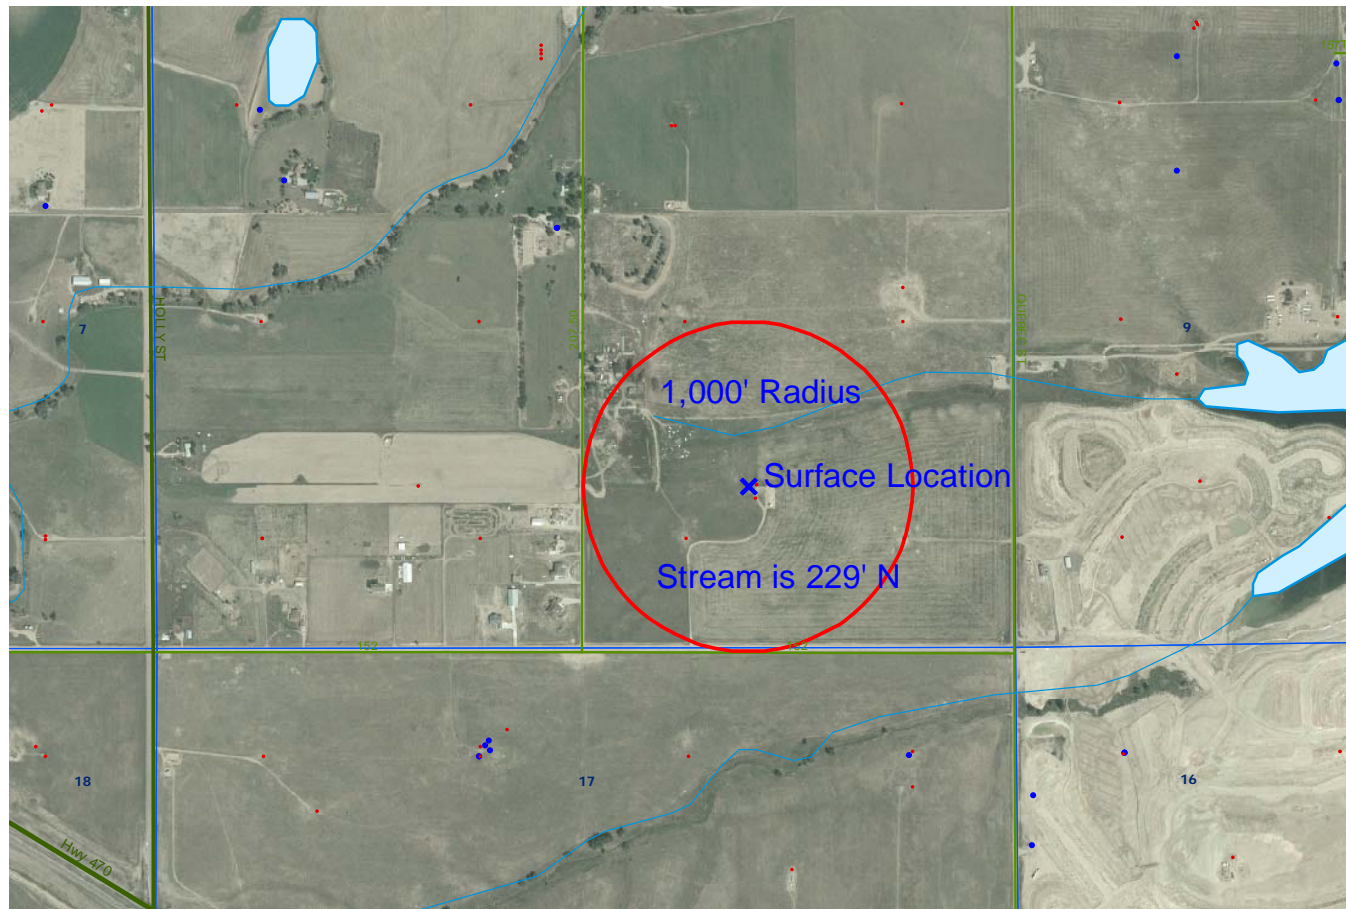 HOLLY ST
7
9
1,000' Radius
Surface Location
Stream is 229' N
152
152
18
17
16
Hwy 470